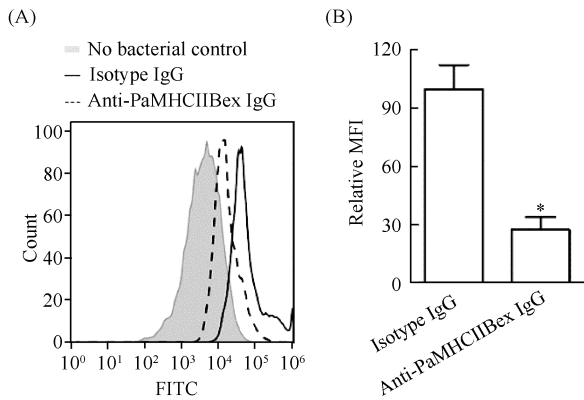 (A)
No bacterial control
Isotype IgG
Anti-PaMHCIIBex IgG
100
80
60
40
20
0
Count
10⁰ 10¹ 10² 10³ 10⁴ 10⁵ 10⁶
FITC
(B)
120
90
60
30
0
Relative MFI
*
Isotype IgG
Anti-PaMHCIIBex IgG